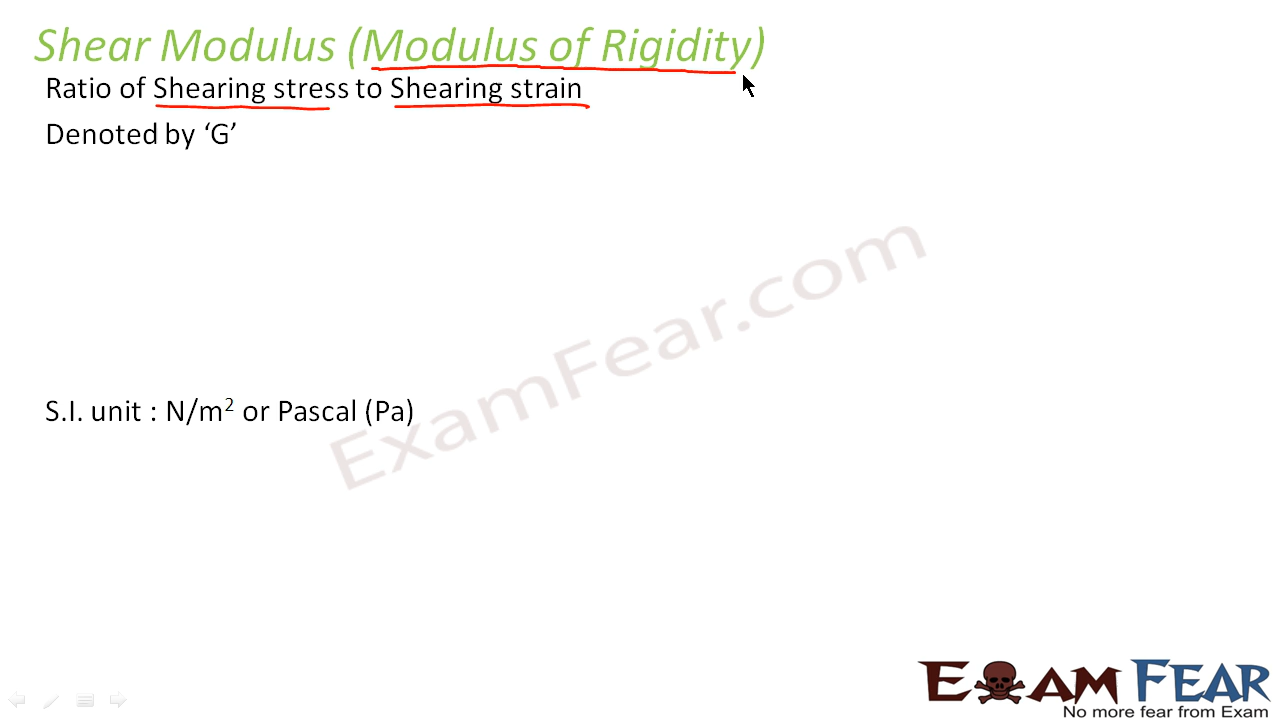 Shear Modulus (Modulus of Rigidity)
Ratio of Shearing stress to Shearing strain
Denoted by ‘G’
ExamFear.com
S.I. unit : N/m² or Pascal (Pa)
EXAM FEAR
No more fear from Exam